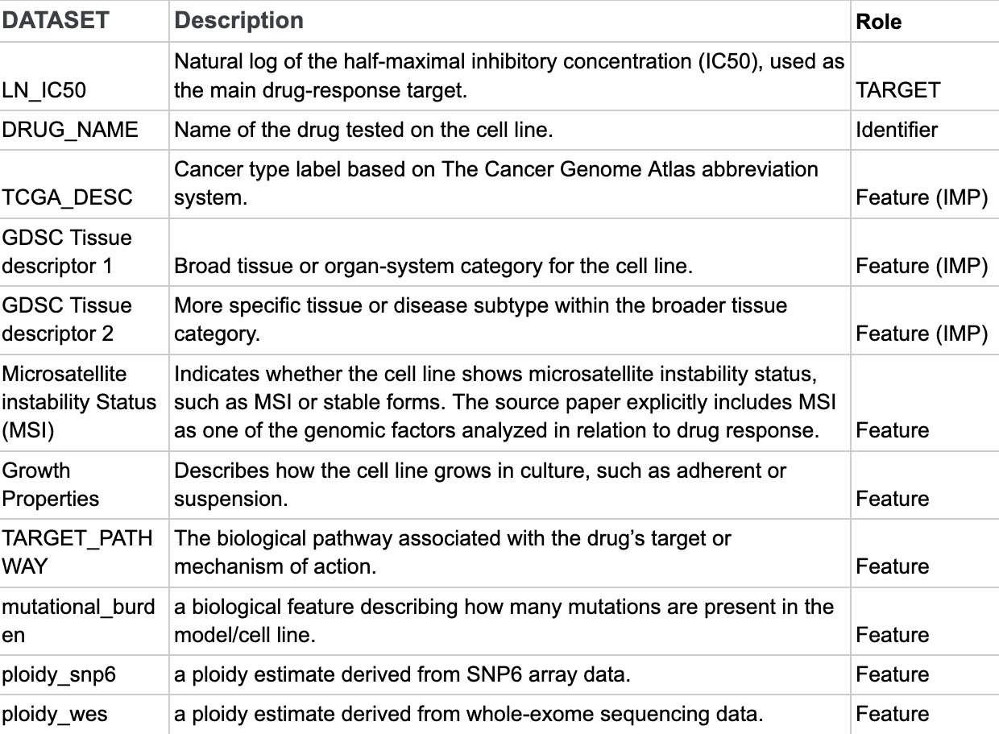 DATASET Description Role
LN_IC50
Natural log of the half-maximal inhibitory concentration (IC50), used as
the main drug-response target.
TARGET
DRUG_NAME Name of the drug tested on the cell line. Identifier
TCGA_DESC
Cancer type label based on The Cancer Genome Atlas abbreviation
system.
Feature (IMP)
GDSC Tissue
descriptor 1
Broad tissue or organ-system category for the cell line.
Feature (IMP)
GDSC Tissue
descriptor 2
More specific tissue or disease subtype within the broader tissue
category.
Feature (IMP)
Microsatellite
instability Status
(MSI)
Indicates whether the cell line shows microsatellite instability status,
such as MSI or stable forms. The source paper explicitly includes MSI
as one of the genomic factors analyzed in relation to drug response.
Feature
Growth
Properties
Describes how the cell line grows in culture, such as adherent or
suspension.
Feature
TARGET_PATH
WAY
The biological pathway associated with the drug’s target or
mechanism of action.
Feature
mutational_burd
en
a biological feature describing how many mutations are present in the
model/cell line.
Feature
ploidy_snp6 a ploidy estimate derived from SNP6 array data. Feature
ploidy_wes a ploidy estimate derived from whole-exome sequencing data. Feature